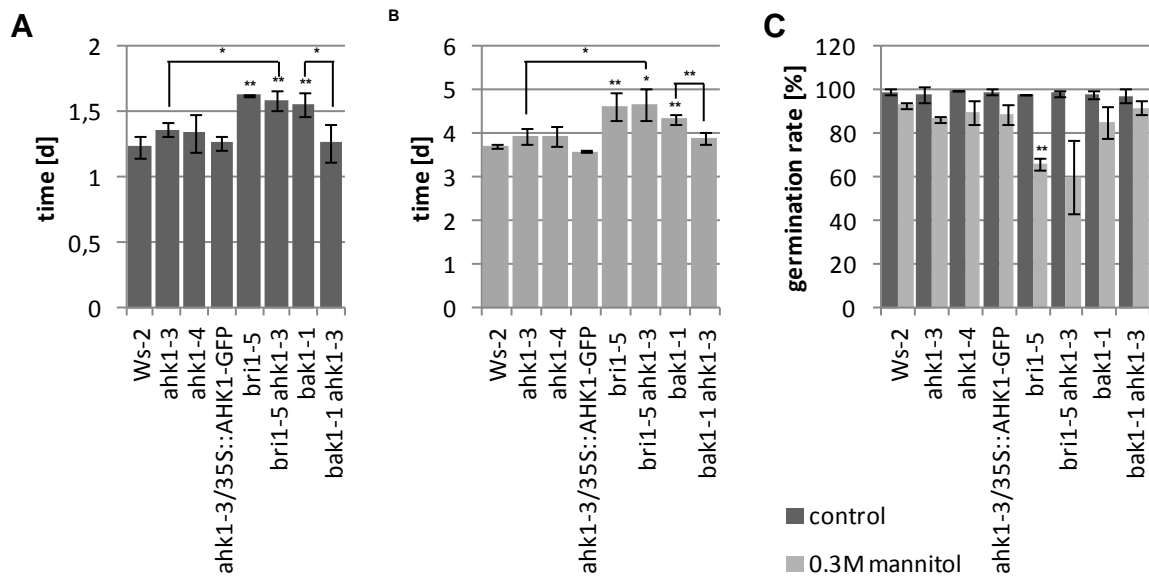 A
time [d]
2
1,5
1
0,5
0
*
**
**
**
*
Ws-2
ahk1-3
ahk1-4
ahk1-3/35S::AHK1-GFP
bri1-5
bri1-5 ahk1-3
bak1-1
bak1-1 ahk1-3
B
time [d]
6
5
4
3
2
1
0
*
**
*
**
**
Ws-2
ahk1-3
ahk1-4
ahk1-3/35S::AHK1-GFP
bri1-5
bri1-5 ahk1-3
bak1-1
bak1-1 ahk1-3
C
germination rate [%]
120
100
80
60
40
20
0
**
Ws-2
ahk1-3
ahk1-4
ahk1-3/35S::AHK1-GFP
bri1-5
bri1-5 ahk1-3
bak1-1
bak1-1 ahk1-3
control
0.3M mannitol